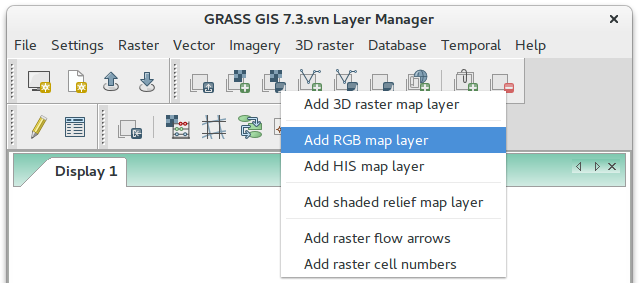 GRASS GIS 7.3.svn Layer Manager
File Settings Raster Vector Imagery 3D raster Database Temporal Help
Add 3D raster map layer
Add RGB map layer
Add HIS map layer
Display 1
Add shaded relief map layer
Add raster flow arrows
Add raster cell numbers